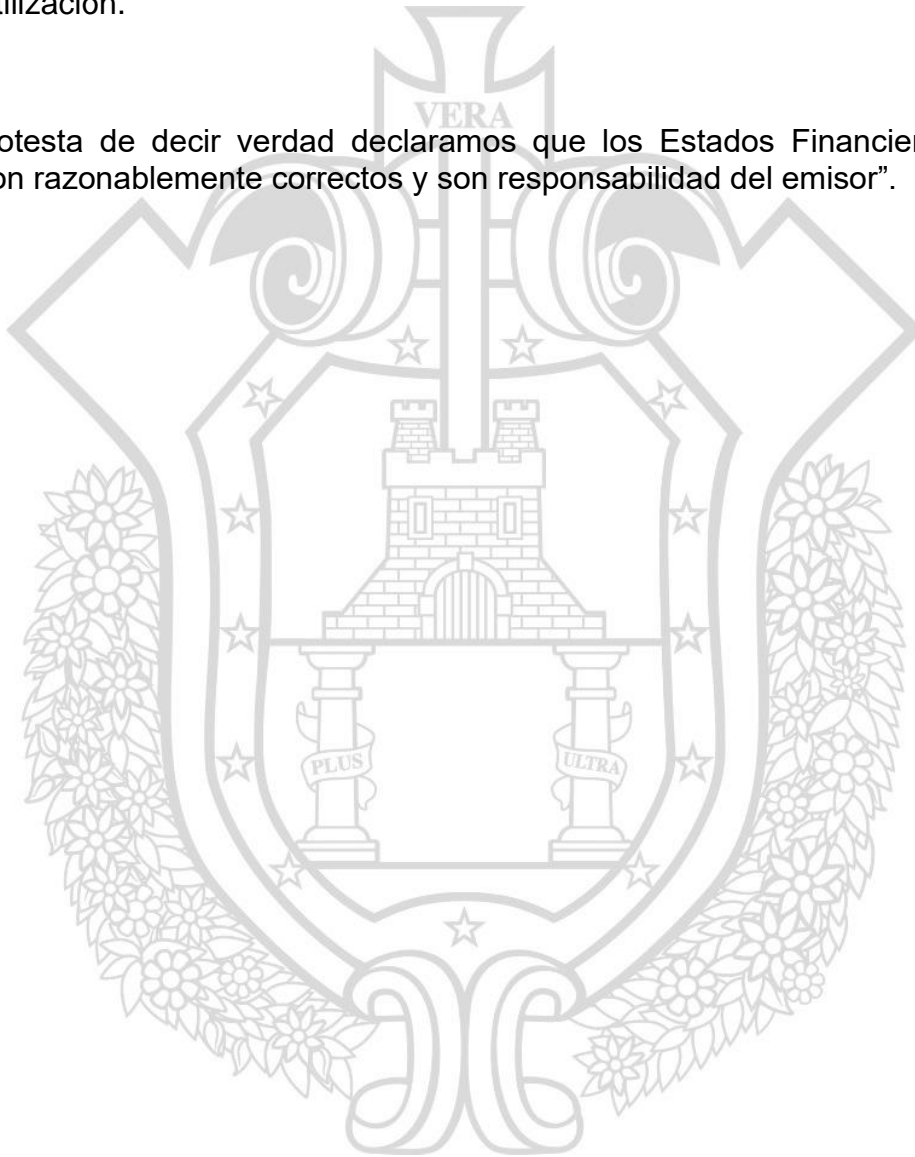 tilización.
VERA
otesta de decir verdad declaramos que los Estados Financier
on razonablemente correctos y son responsabilidad del emisor”.
PLUS
ULTRA